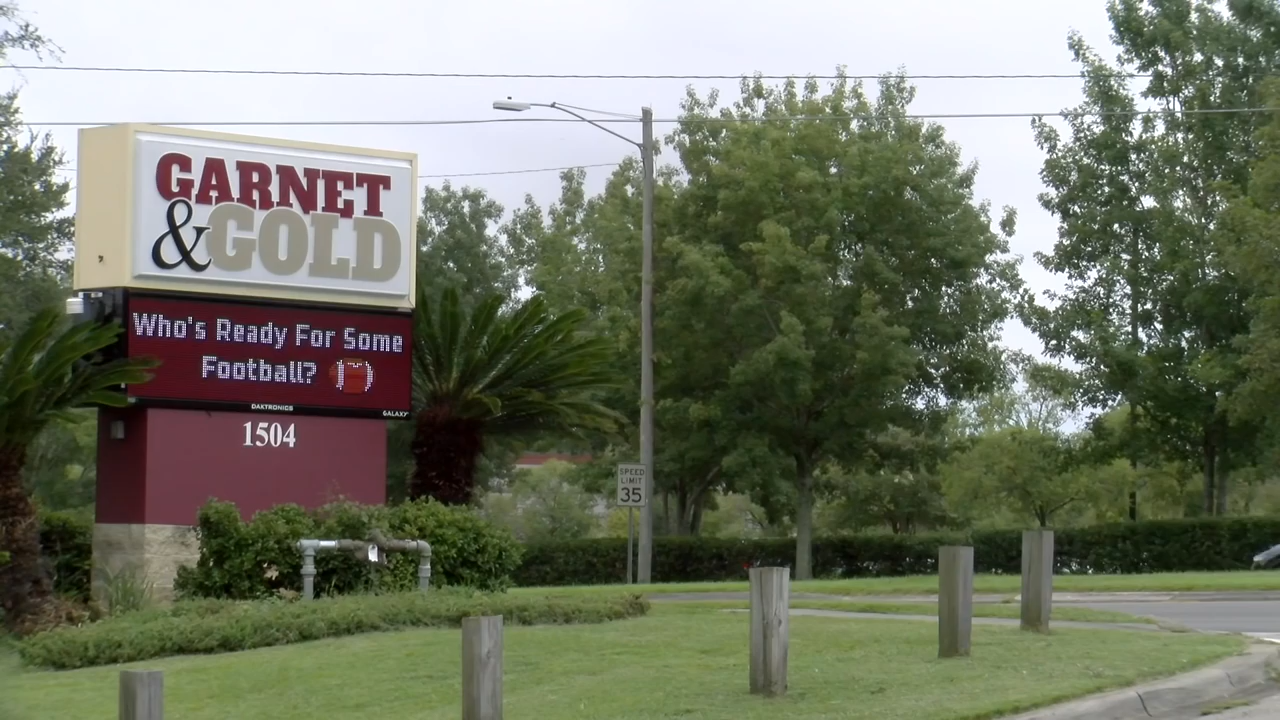 GARNET
&GOLD
Who's Ready For Some
Football?
DAKTRONICS
GALAXY
1504
SPEED
LIMIT
35